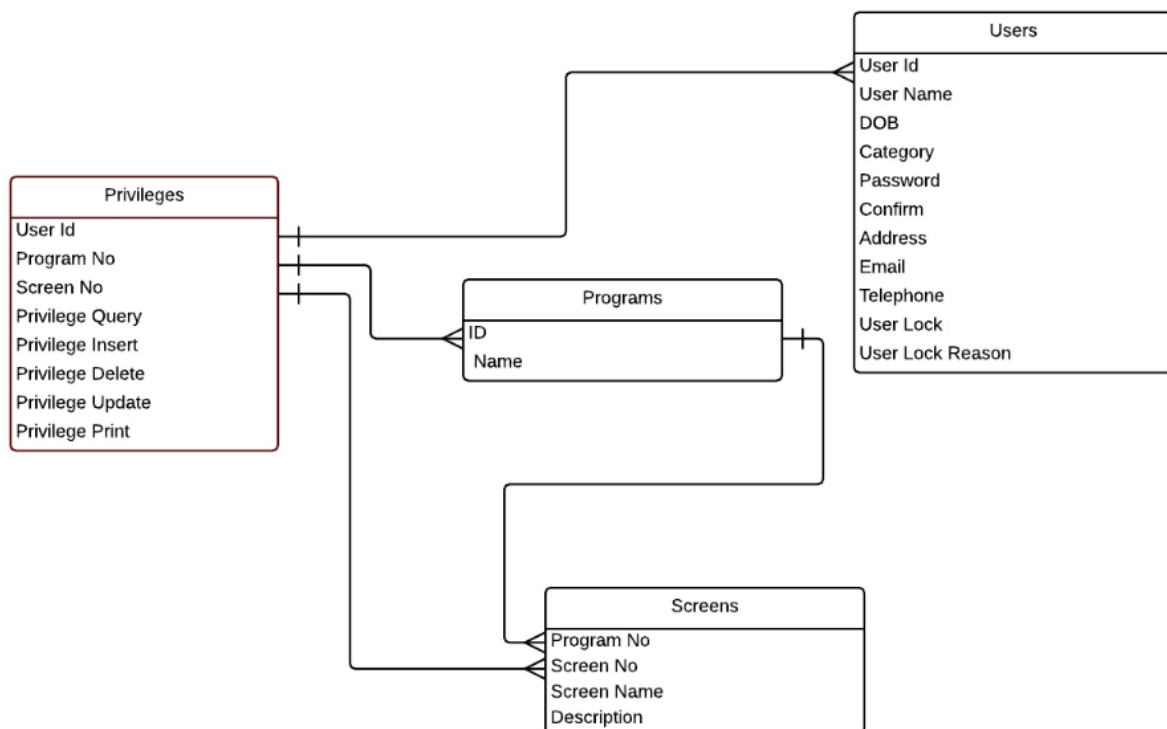 Users
User Id
User Name
DOB
Category
Password
Confirm
Address
Email
Telephone
User Lock
User Lock Reason
Privileges
User Id
Program No
Screen No
Privilege Query
Privilege Insert
Privilege Delete
Privilege Update
Privilege Print
Programs
ID
Name
Screens
Program No
Screen No
Screen Name
Description